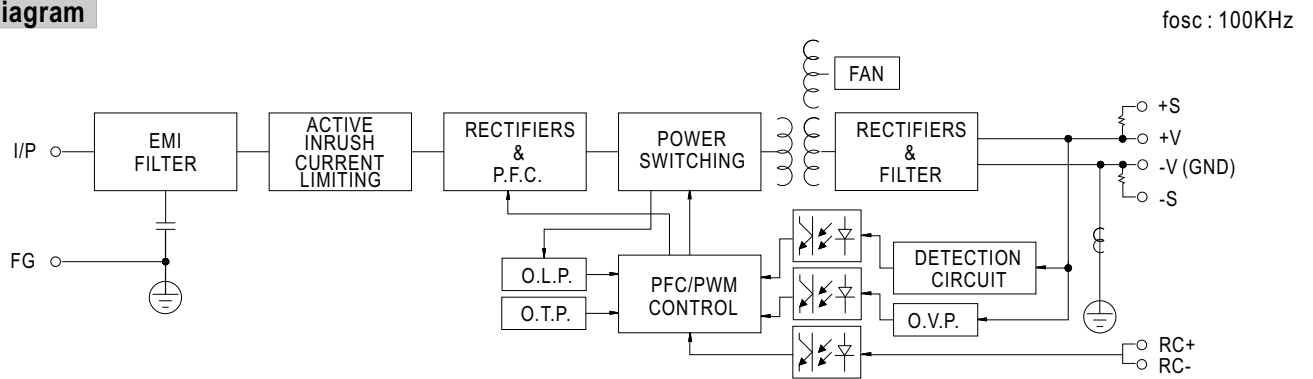 iagram
fosc : 100KHz
FAN
I/P
EMI
FILTER
ACTIVE
INRUSH
CURRENT
LIMITING
RECTIFIERS
&
P.F.C.
POWER
SWITCHING
RECTIFIERS
&
FILTER
+S
+V
-V (GND)
-S
FG
O.L.P.
O.T.P.
PFC/PWM
CONTROL
DETECTION
CIRCUIT
O.V.P.
RC+
RC-